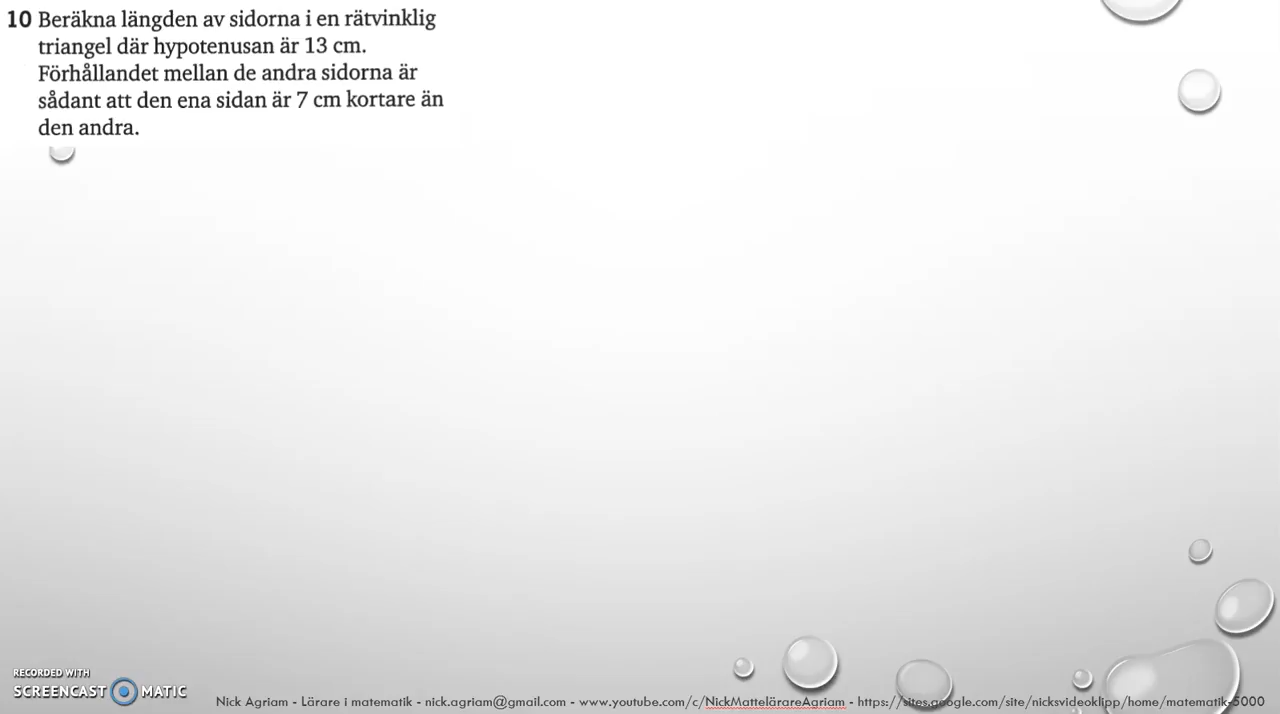 10 Beräkna längden av sidorna i en rätvinklig
triangel där hypotenusan är 13 cm.
Förhållandet mellan de andra sidorna är
sådant att den ena sidan är 7 cm kortare än
den andra.
RECORDED WITH
SCREENCAST MATIC
Nick Agriam - Lärare i matematik - nick.agriam@gmail.com - www.youtube.com/c/NickMattelärareAgriam - https://sites.google.com/site/nicksvideoklipp/home/matematik-5000